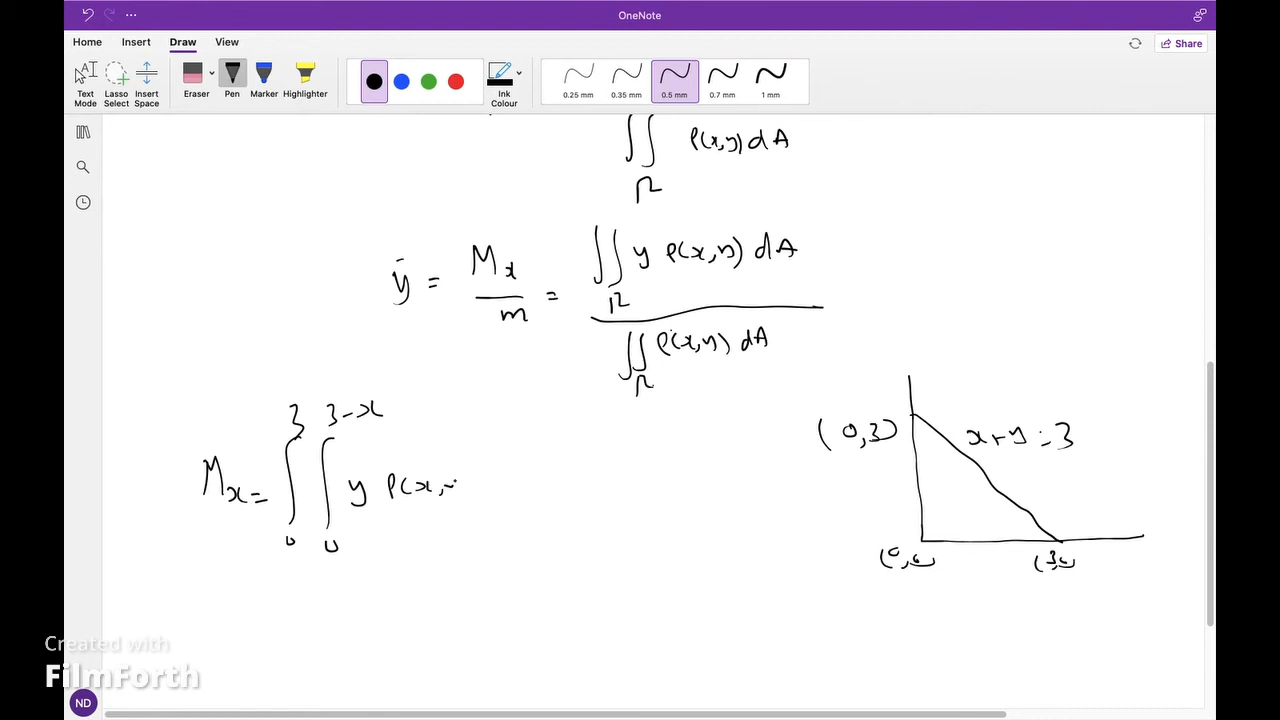 OneNote
Home Insert Draw View
Share
Text Mode
Lasso Select
Insert Space
Eraser
Pen
Marker
Highlighter
Ink Colour
0.25 mm
0.35 mm
0.5 mm
0.7 mm
1 mm
∬ ρ(x,y) dA
R
ȳ = Mₓ / m = ∬ y ρ(x,y) dA
R
∬ ρ(x,y) dA
R
3 3-x
Mₓ = ∫ ∫ y ρ(x,
0 0
(0,3)
x+y=3
(0,0
(3,0
Created with
FilmForth
ND